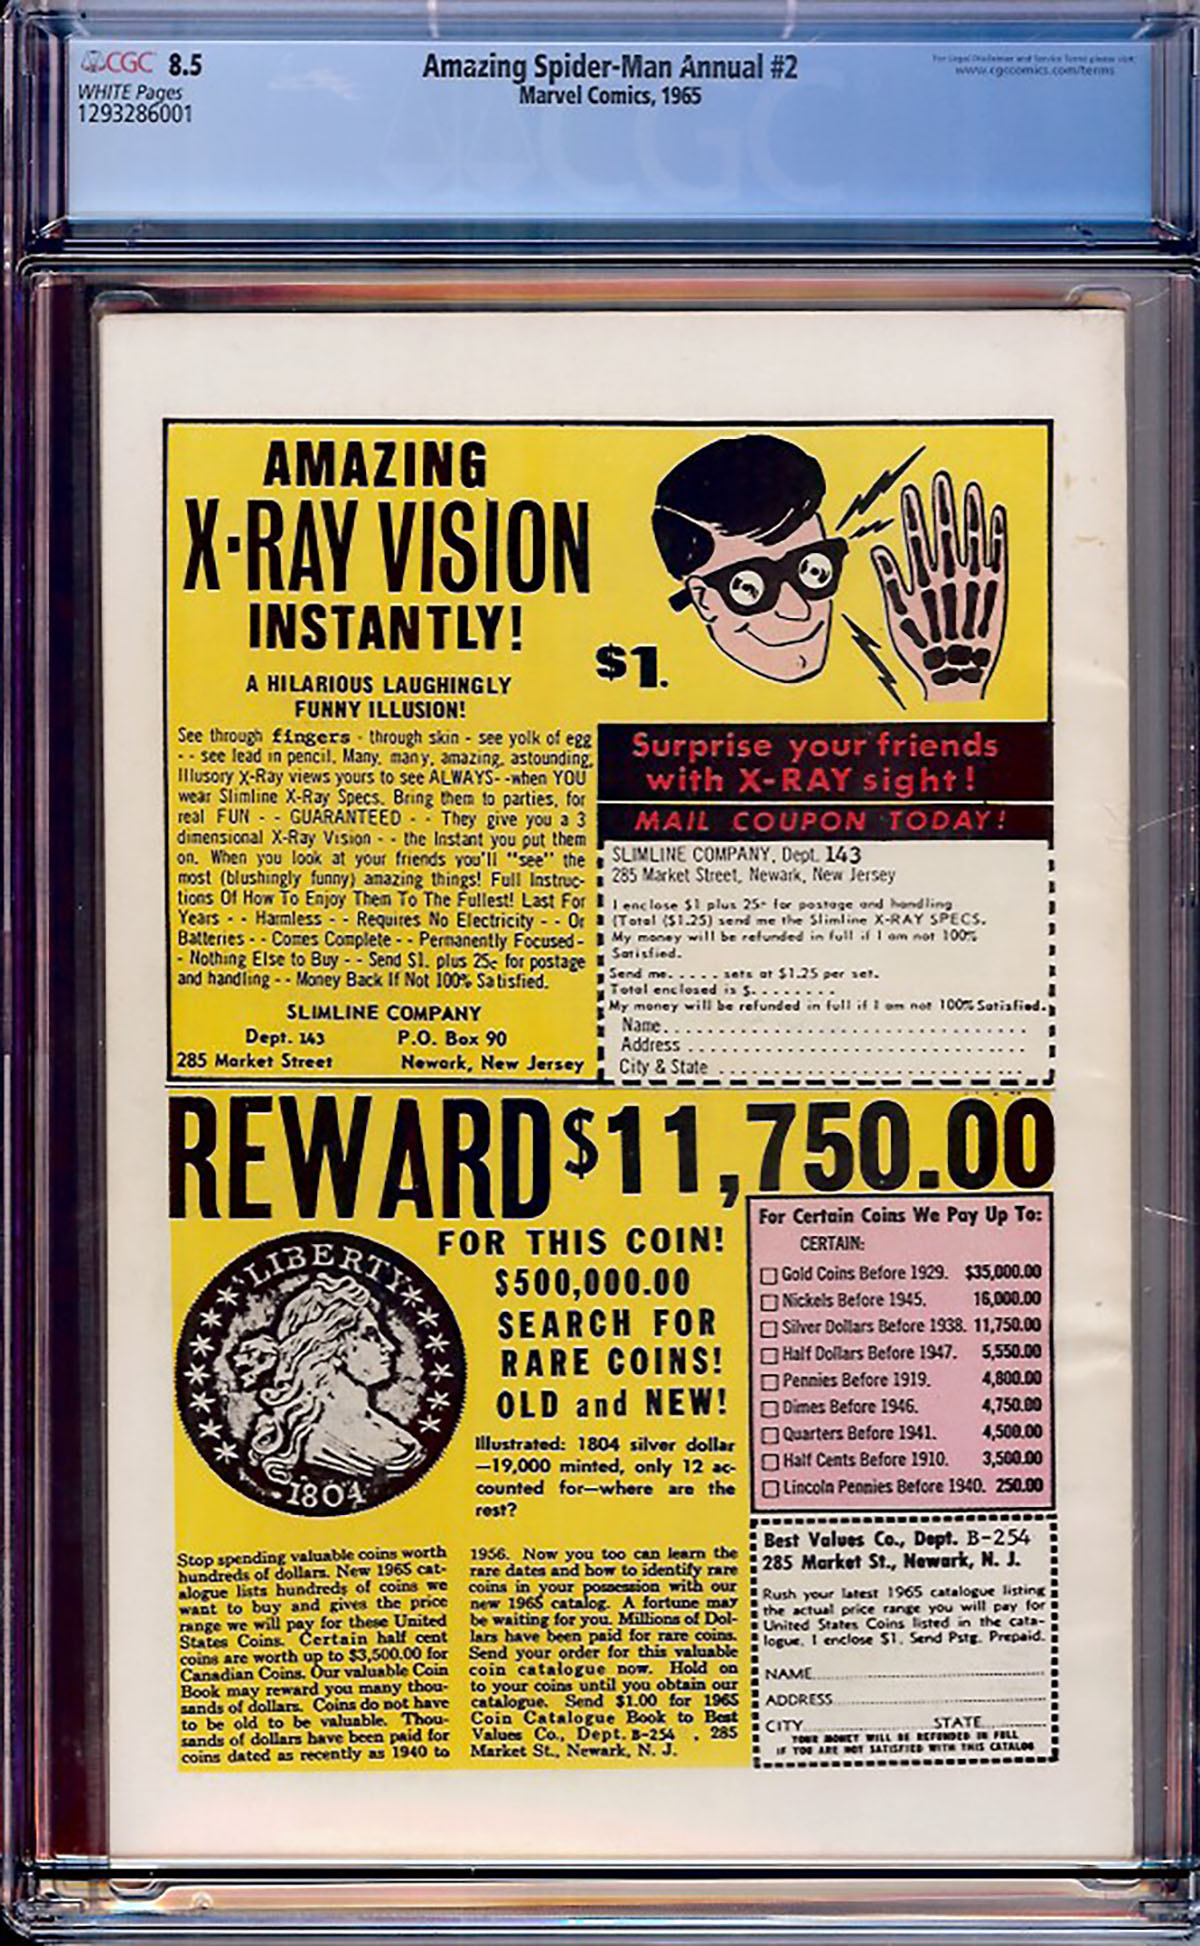 CGC 8.5
WHITE Pages
1293286001
Amazing Spider-Man Annual #2
Marvel Comics, 1965
For Legal Disclaimer and Service Terms please visit:
www.cgccomics.com/terms
CGC
AMAZING
X-RAY VISION
INSTANTLY!
A HILARIOUS LAUGHINGLY
FUNNY ILLUSION!
See through fingers - through skin - see yolk of egg
- - see lead in pencil. Many, many, amazing, astounding,
Illusory X-Ray views yours to see ALWAYS- -when YOU
wear Slimline X-Ray Specs. Bring them to parties, for
real FUN - - GUARANTEED - - They give you a 3
dimensional X-Ray Vision - - the Instant you put them
on. When you look at your friends you'll "see" the
most (blushingly funny) amazing things! Full Instruc-
tions Of How To Enjoy Them To The Fullest! Last For
Years - - Harmless - - Requires No Electricity - - Or
Batteries - - Comes Complete - - Permanently Focused-
- Nothing Else to Buy - - Send $1. plus 25c for postage
and handling - - Money Back If Not 100% Satisfied.
SLIMLINE COMPANY
Dept. 143 P.O. Box 90
285 Market Street Newark, New Jersey
$1.
Surprise your friends
with X-RAY sight!
MAIL COUPON TODAY!
SLIMLINE COMPANY, Dept. 143
285 Market Street, Newark, New Jersey
I enclose $1 plus 25c for postage and handling
(Total ($1.25) send me the Slimline X-RAY SPECS.
My money will be refunded in full if I am not 100%
Satisfied.
Send me..... sets at $1.25 per set.
Total enclosed is $........
My money will be refunded in full if I am not 100% Satisfied.
Name
Address
City & State
REWARD $11,750.00
FOR THIS COIN!
$500,000.00
SEARCH FOR
RARE COINS!
OLD and NEW!
LIBERTY
1804
Illustrated: 1804 silver dollar
—19,000 minted, only 12 ac-
counted for—where are the
rest?
Stop spending valuable coins worth
hundreds of dollars. New 1965 cat-
alogue lists hundreds of coins we
want to buy and gives the price
range we will pay for these United
States Coins. Certain half cent
coins are worth up to $3,500.00 for
Canadian Coins. Our valuable Coin
Book may reward you many thou-
sands of dollars. Coins do not have
to be old to be valuable. Thou-
sands of dollars have been paid for
coins dated as recently as 1940 to
1956. Now you too can learn the
rare dates and how to identify rare
coins in your possession with our
new 1965 catalog. A fortune may
be waiting for you. Millions of Dol-
lars have been paid for rare coins.
Send your order for this valuable
coin catalogue now. Hold on
to your coins until you obtain our
catalogue. Send $1.00 for 1965
Coin Catalogue Book to Best
Values Co., Dept. B-254 , 285
Market St., Newark, N. J.
For Certain Coins We Pay Up To:
CERTAIN:
Gold Coins Before 1929. $35,000.00
Nickels Before 1945. 16,000.00
Silver Dollars Before 1938. 11,750.00
Half Dollars Before 1947. 5,550.00
Pennies Before 1919. 4,800.00
Dimes Before 1946. 4,750.00
Quarters Before 1941. 4,500.00
Half Cents Before 1910. 3,500.00
Lincoln Pennies Before 1940. 250.00
Best Values Co., Dept. B-254
285 Market St., Newark, N. J.
Rush your latest 1965 catalogue listing
the actual price range you will pay for
United States Coins listed in the cata-
logue. I enclose $1. Send Pstg. Prepaid.
NAME
ADDRESS
CITY STATE
YOUR MONEY WILL BE REFUNDED IN FULL
IF YOU ARE NOT SATISFIED WITH THIS CATALOG